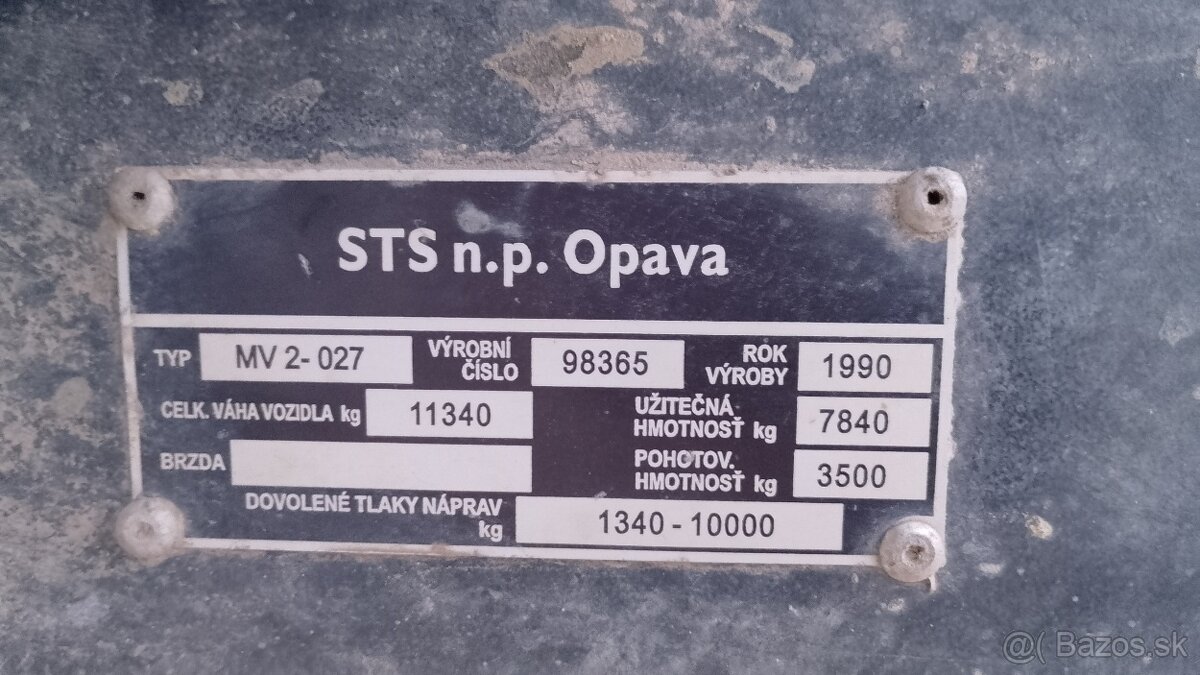 STS n.p. Opava
TYP MV 2- 027 VÝROBNÍ ČÍSLO 98365 ROK VÝROBY 1990
CELK. VÁHA VOZIDLA kg 11340 UŽITEČNÁ HMOTNOSŤ kg 7840
BRZDA POHOTOV. HMOTNOSŤ kg 3500
DOVOLENÉ TLAKY NÁPRAV kg 1340 - 10000
@( Bazos.sk